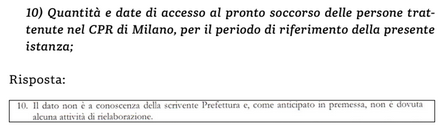 10) Quantità e date di accesso al pronto soccorso delle persone trat-
tenute nel CPR di Milano, per il periodo di riferimento della presente
istanza;
Risposta:
10. Il dato non è a conoscenza della scrivente Prefettura e, come anticipato in premessa, non è dovuta
alcuna attività di rielaborazione.